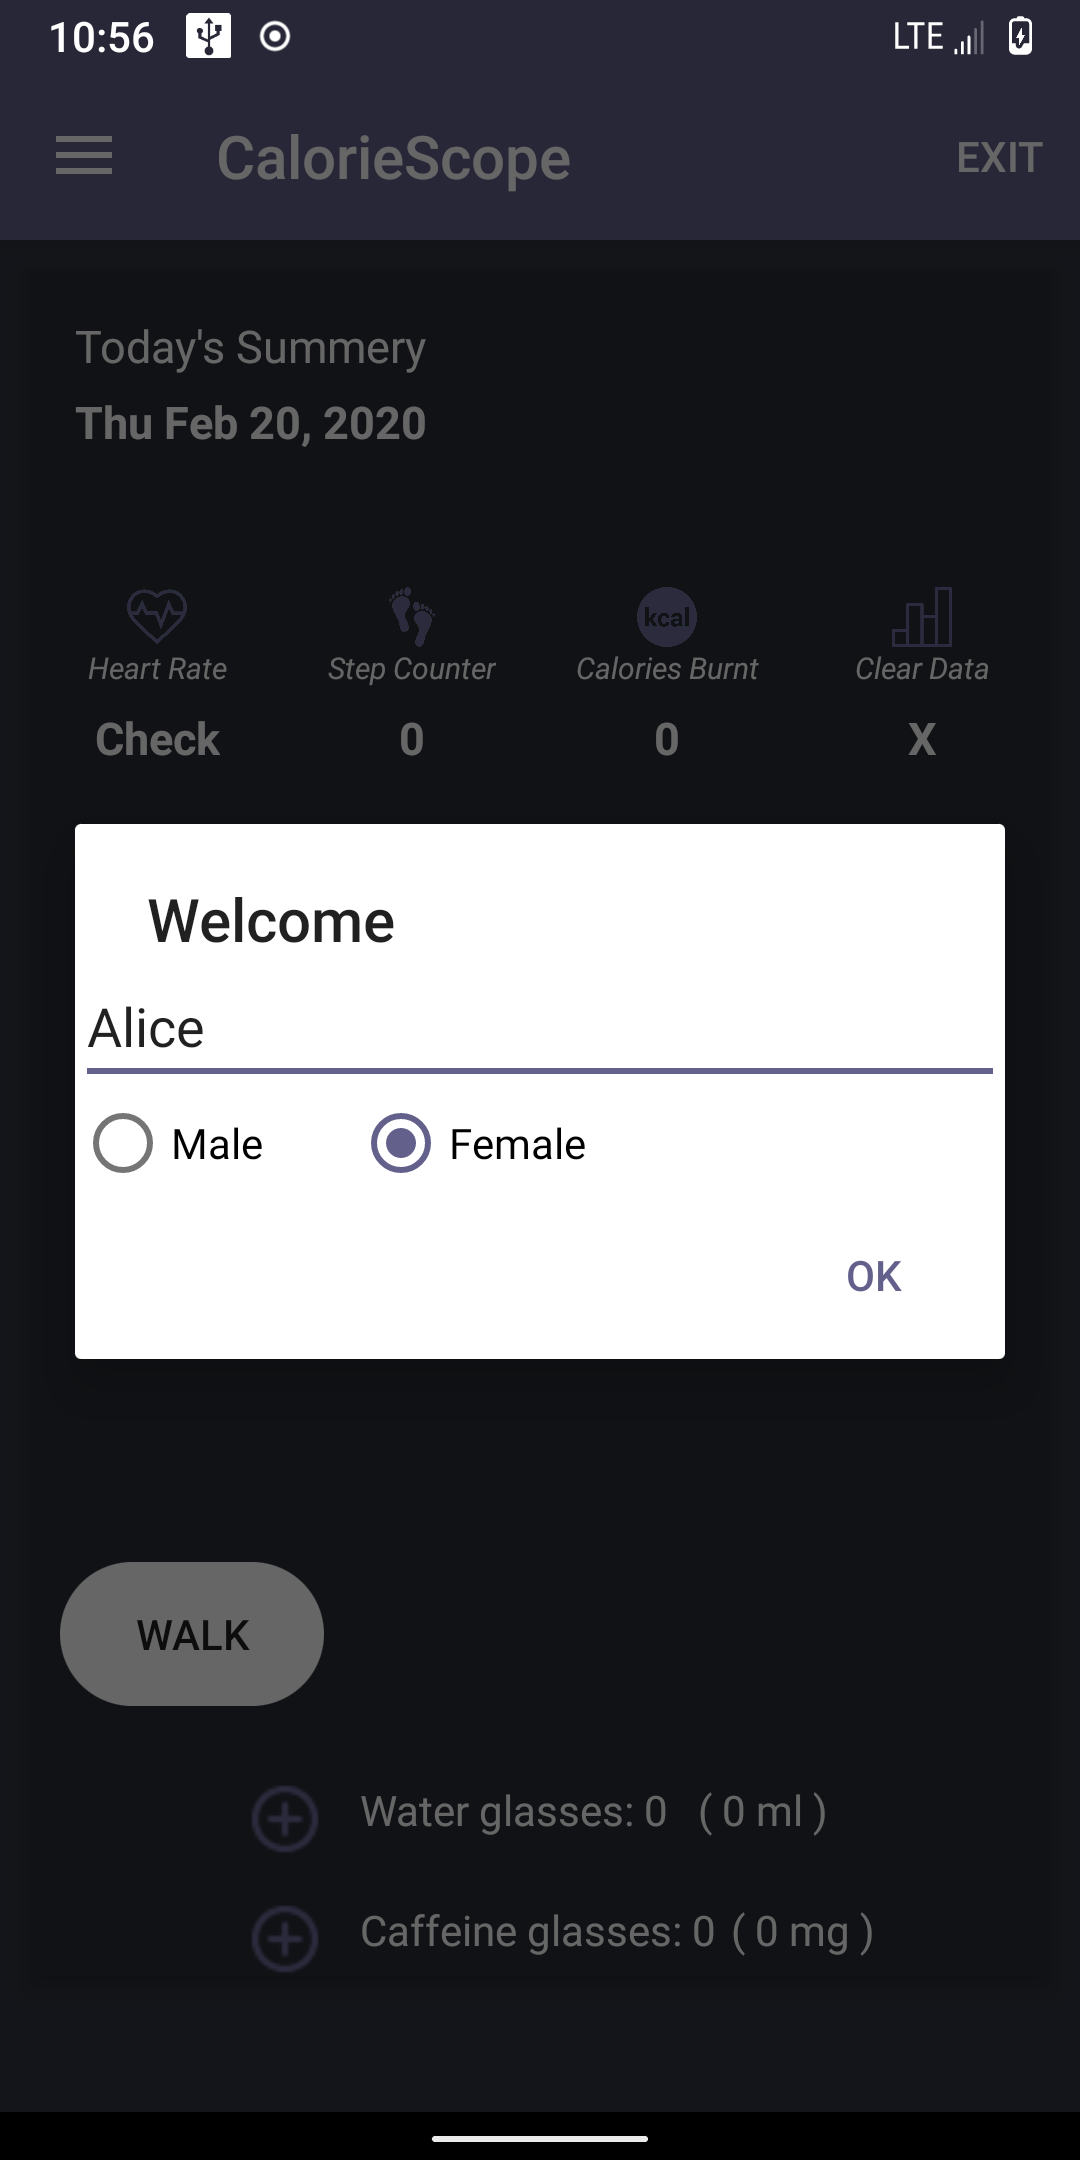 10:56 LTE
CalorieScope EXIT
Today's Summery
Thu Feb 20, 2020
kcal
Heart Rate Step Counter Calories Burnt Clear Data
Check 0 0 X
Welcome
Alice
Male Female
OK
WALK
Water glasses: 0 ( 0 ml )
Caffeine glasses: 0 ( 0 mg )